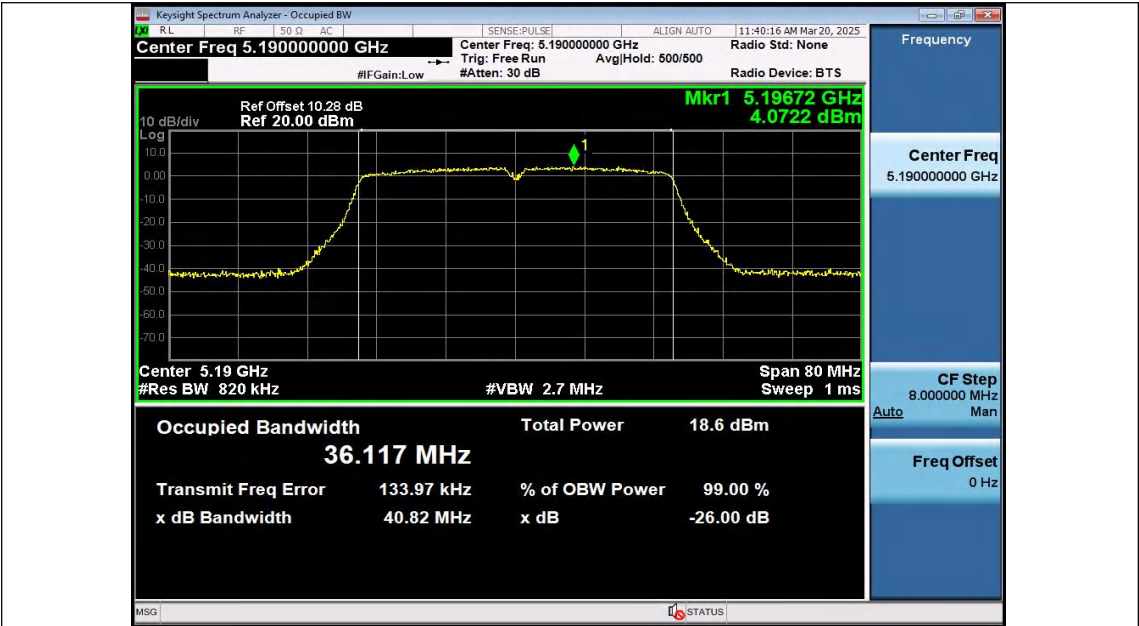 Keysight Spectrum Analyzer - Occupied BW
LXI RL RF 50 Ω AC SENSE:PULSE ALIGN AUTO 11:40:16 AM Mar 20, 2025
Center Freq 5.190000000 GHz
Center Freq: 5.190000000 GHz Radio Std: None
Trig: Free Run Avg|Hold: 500/500
#IFGain:Low #Atten: 30 dB Radio Device: BTS
Mkr1 5.19672 GHz
4.0722 dBm
Ref Offset 10.28 dB
10 dB/div Ref 20.00 dBm
Log
10.0
0.00
-10.0
-20.0
-30.0
-40.0
-50.0
-60.0
-70.0
1
Center 5.19 GHz Span 80 MHz
#Res BW 820 kHz #VBW 2.7 MHz Sweep 1 ms
Occupied Bandwidth Total Power 18.6 dBm
36.117 MHz
Transmit Freq Error 133.97 kHz % of OBW Power 99.00 %
x dB Bandwidth 40.82 MHz x dB -26.00 dB
Frequency
Center Freq
5.190000000 GHz
CF Step
8.000000 MHz
Auto Man
Freq Offset
0 Hz
MSG STATUS